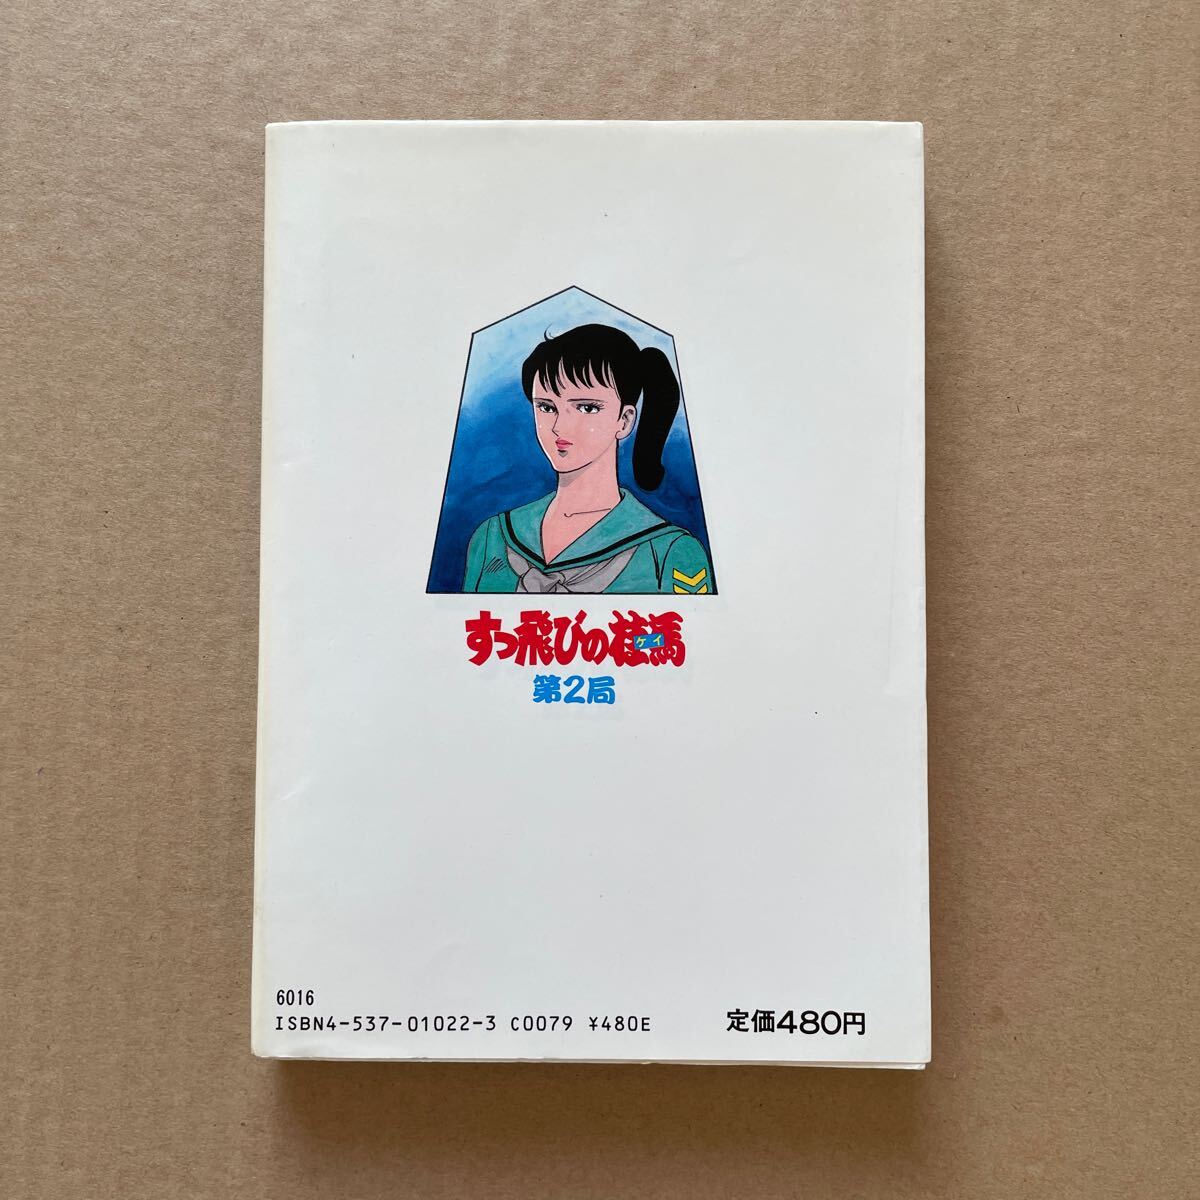 すっ飛びの桂馬
ケイ
第2局
6016
ISBN4-537-01022-3 C0079 ¥480E
定価480円